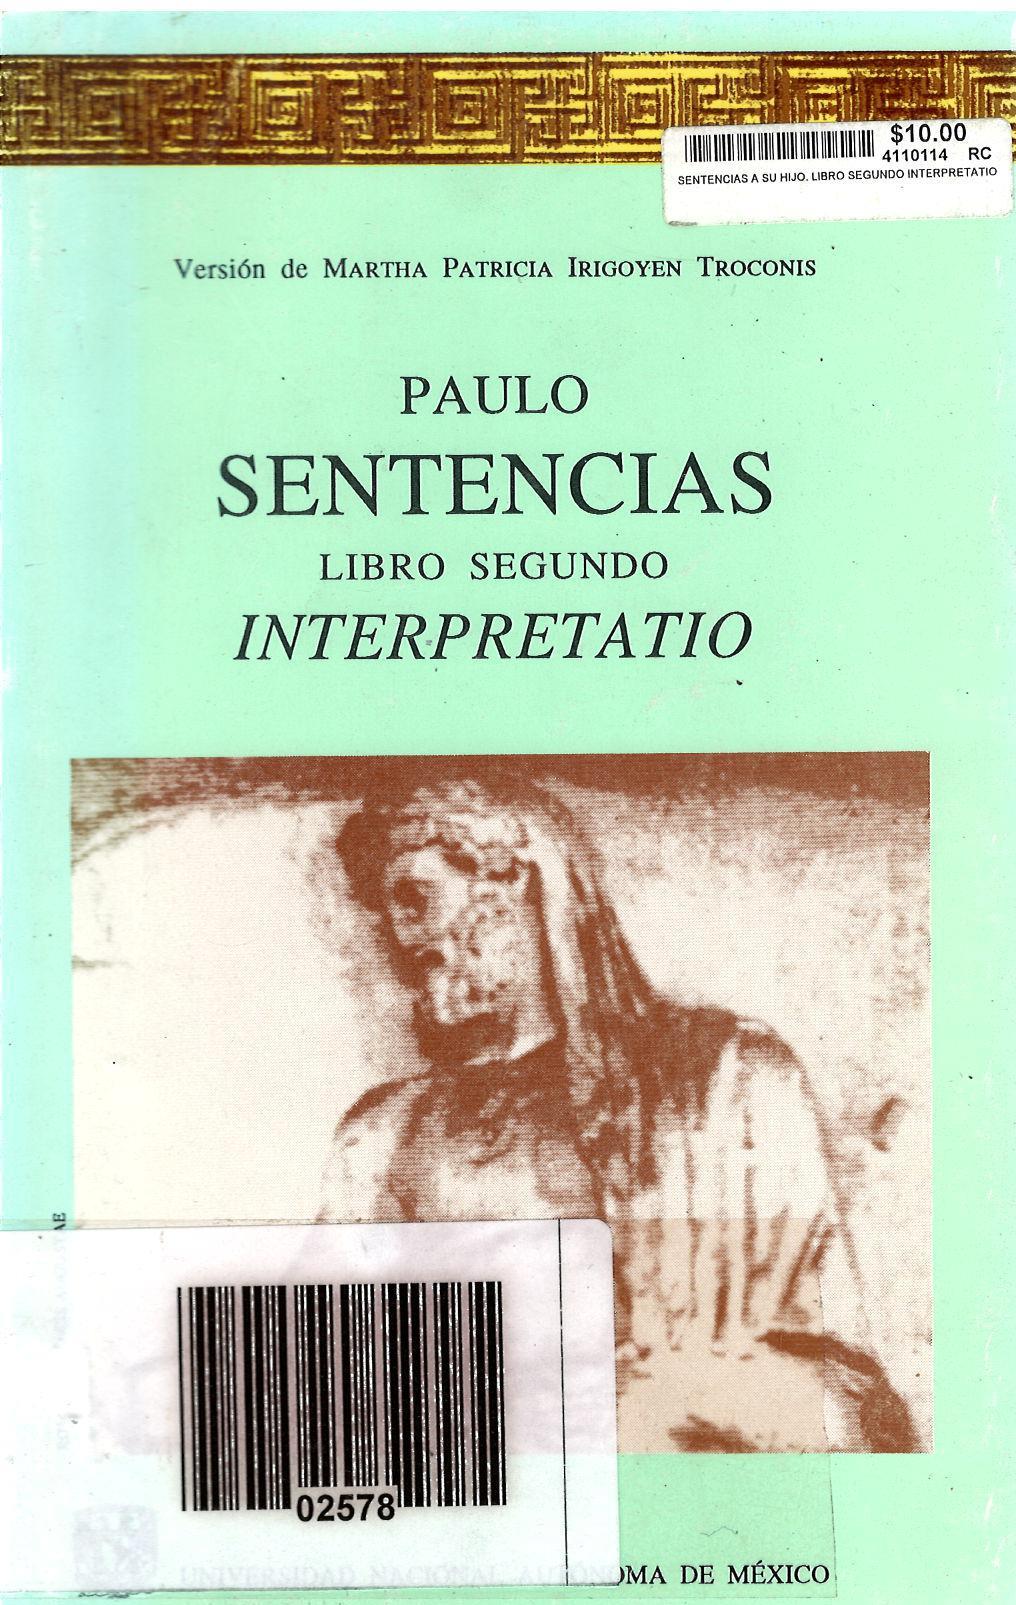 $10.00
4110114 RC
SENTENCIAS A SU HIJO. LIBRO SEGUNDO INTERPRETATIO
Versión de MARTHA PATRICIA IRIGOYEN TROCONIS
PAULO
SENTENCIAS
LIBRO SEGUNDO
INTERPRETATIO
AE
02578
UNIVERSIDAD NACIONAL AUTÓNOMA DE MÉXICO